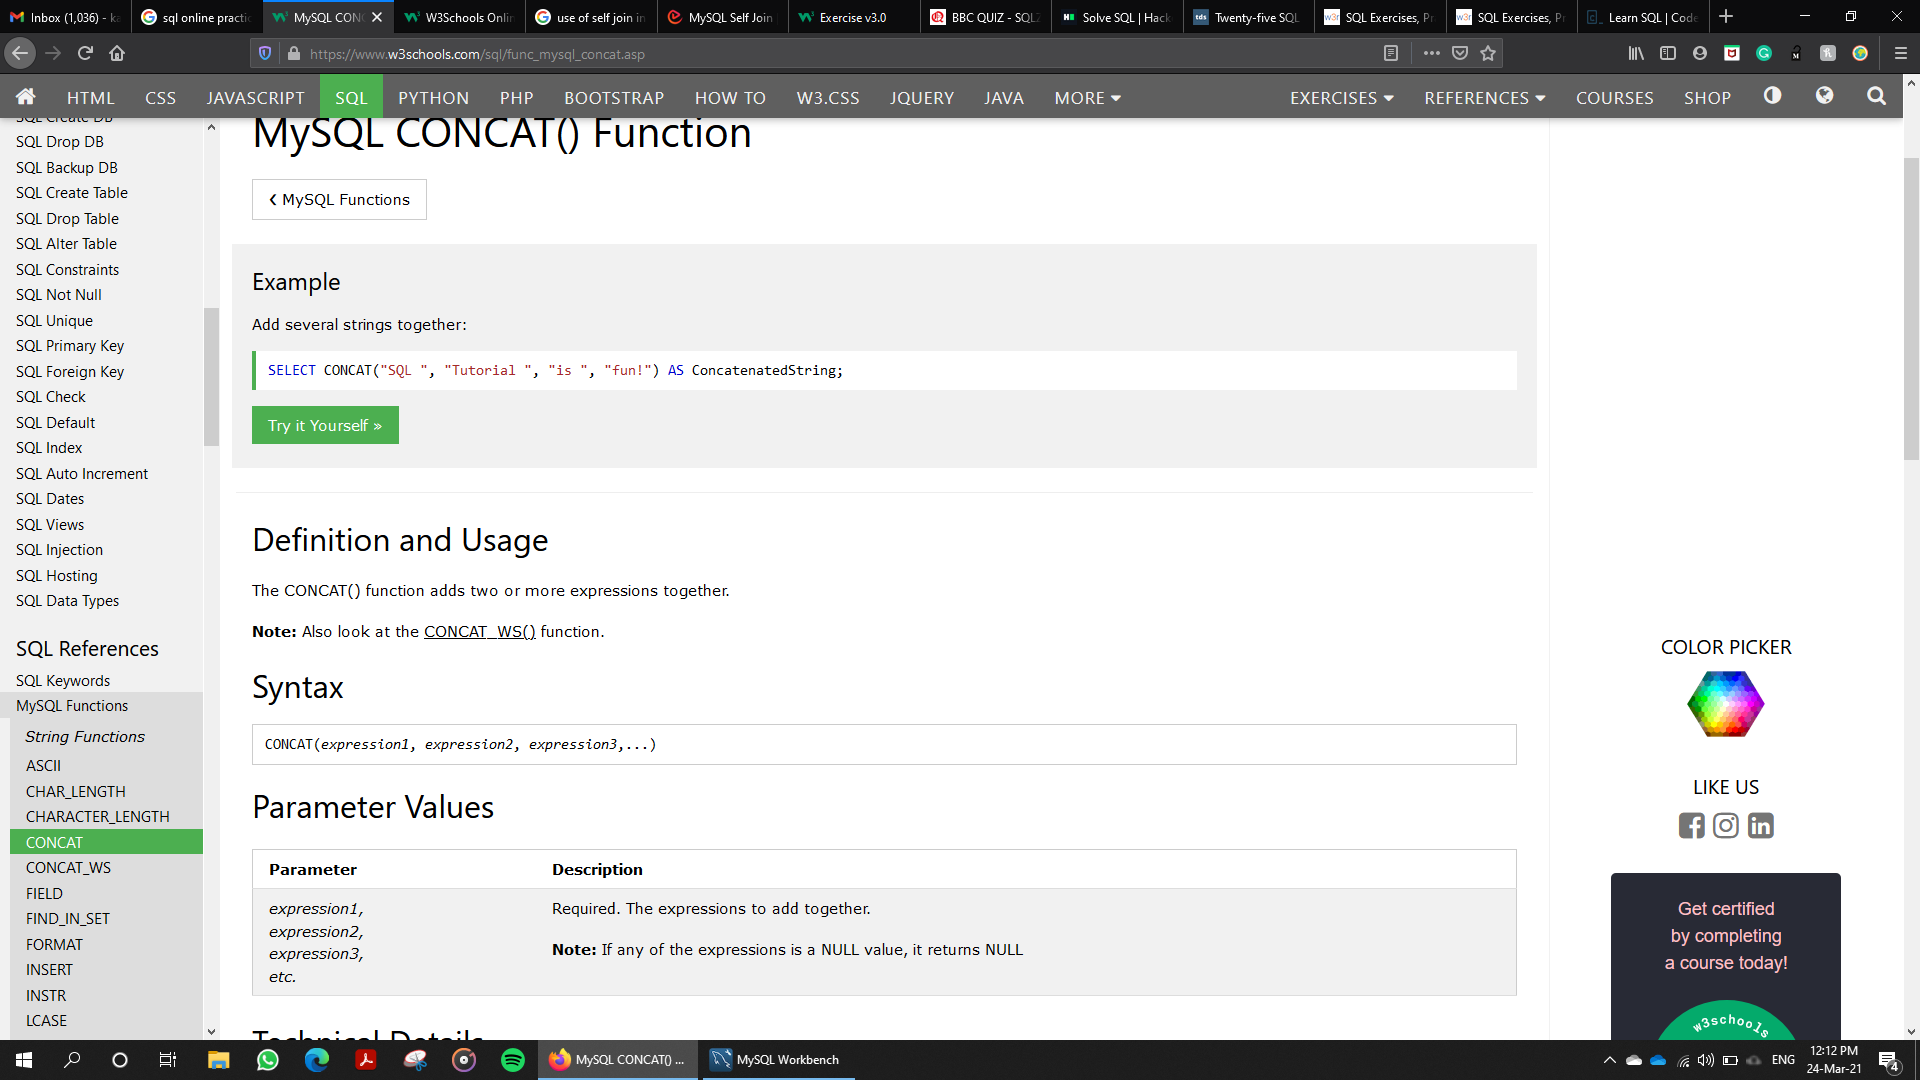 Inbox (1,036) - ka
sql online practic
MySQL CONC
W3Schools Onlin
use of self join in
MySQL Self Join
Exercise v3.0
BBC QUIZ - SQLZ
Solve SQL | Hack
Twenty-five SQL
SQL Exercises, Pr
SQL Exercises, Pr
Learn SQL | Code
https://www.w3schools.com/sql/func_mysql_concat.asp
HTML CSS JAVASCRIPT SQL PYTHON PHP BOOTSTRAP HOW TO W3.CSS JQUERY JAVA MORE EXERCISES REFERENCES COURSES SHOP
SQL Create DB
SQL Drop DB
SQL Backup DB
SQL Create Table
SQL Drop Table
SQL Alter Table
SQL Constraints
SQL Not Null
SQL Unique
SQL Primary Key
SQL Foreign Key
SQL Check
SQL Default
SQL Index
SQL Auto Increment
SQL Dates
SQL Views
SQL Injection
SQL Hosting
SQL Data Types
SQL References
SQL Keywords
MySQL Functions
String Functions
ASCII
CHAR_LENGTH
CHARACTER_LENGTH
CONCAT
CONCAT_WS
FIELD
FIND_IN_SET
FORMAT
INSERT
INSTR
LCASE
MySQL CONCAT() Function
❮ MySQL Functions
Example
Add several strings together:
SELECT CONCAT("SQL ", "Tutorial ", "is ", "fun!") AS ConcatenatedString;
Try it Yourself »
Definition and Usage
The CONCAT() function adds two or more expressions together.
Note: Also look at the CONCAT_WS() function.
Syntax
CONCAT(expression1, expression2, expression3,...)
Parameter Values
Parameter Description
expression1,
expression2,
expression3,
etc.
Required. The expressions to add together.
Note: If any of the expressions is a NULL value, it returns NULL
Technical Details
COLOR PICKER
LIKE US
Get certified
by completing
a course today!
w3schools
MySQL CONCAT() ...
MySQL Workbench
ENG
12:12 PM
24-Mar-21
4